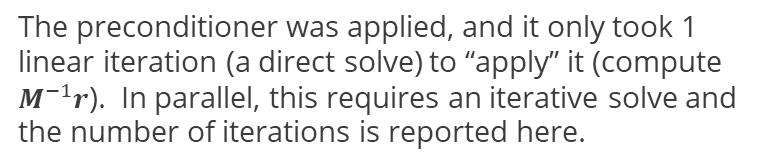 The preconditioner was applied, and it only took 1
linear iteration (a direct solve) to “apply” it (compute
M⁻¹r). In parallel, this requires an iterative solve and
the number of iterations is reported here.